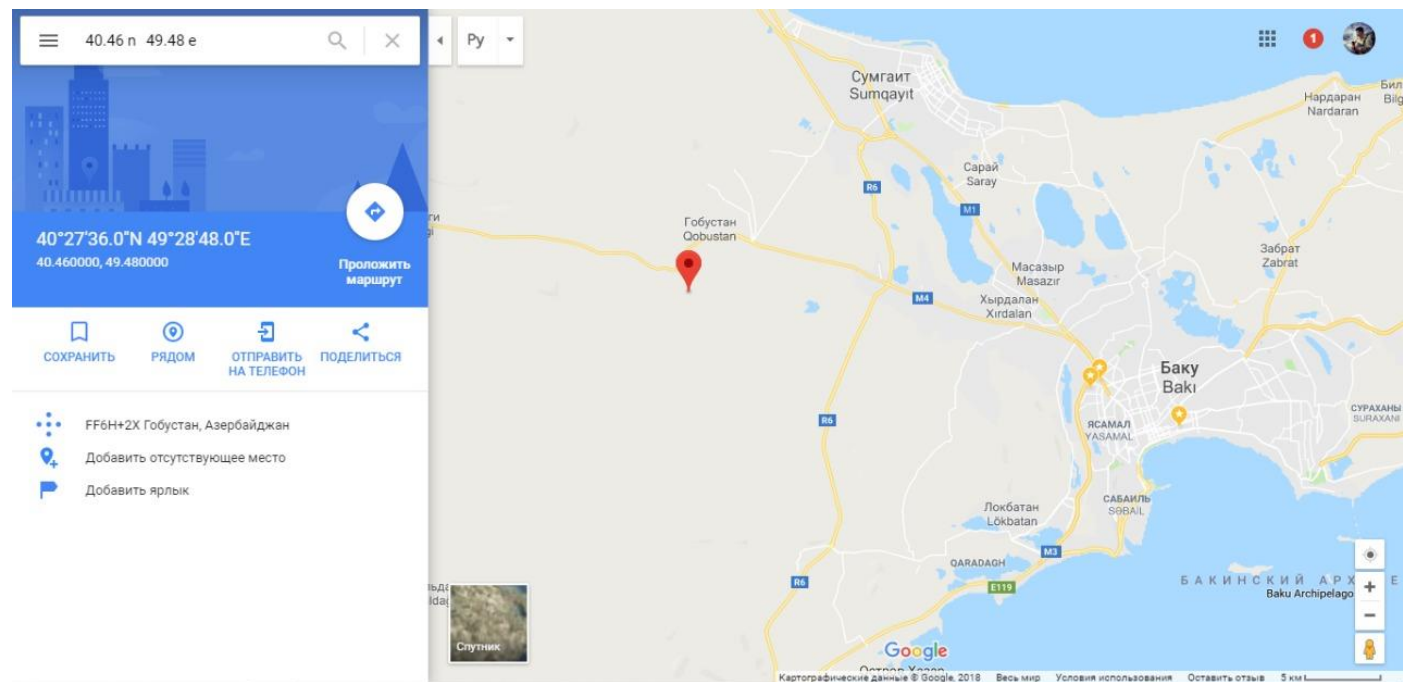 40.46 n 49.48 e
40°27'36.0"N 49°28'48.0"E
40.460000, 49.480000
Проложить
маршрут
СОХРАНИТЬ
РЯДОМ
ОТПРАВИТЬ
НА ТЕЛЕФОН
ПОДЕЛИТЬСЯ
FF6H+2X Гобустан, Азербайджан
Добавить отсутствующее место
Добавить ярлык
Ру
1
Сумгаит
Sumqayıt
Нардаран
Nardaran
Бил
Bilg
Сарай
Saray
R6
M1
ги
Гобустан
Qobustan
Забрат
Zabrat
Масазыр
Masazır
M4
Хырдалан
Xırdalan
Баку
Bakı
R6
ЯСАМАЛ
YASAMAL
СУРАХАНЫ
SURAXANI
САБАИЛЬ
SƏBAİL
Локбатан
Lökbatan
M3
QARADAGH
R6
E119
БАКИНСКИЙ АРХ Е
Baku Archipelago
Спутник
Google
Картографические данные © Google, 2018 Весь мир Условия использования Оставить отзыв 5 км